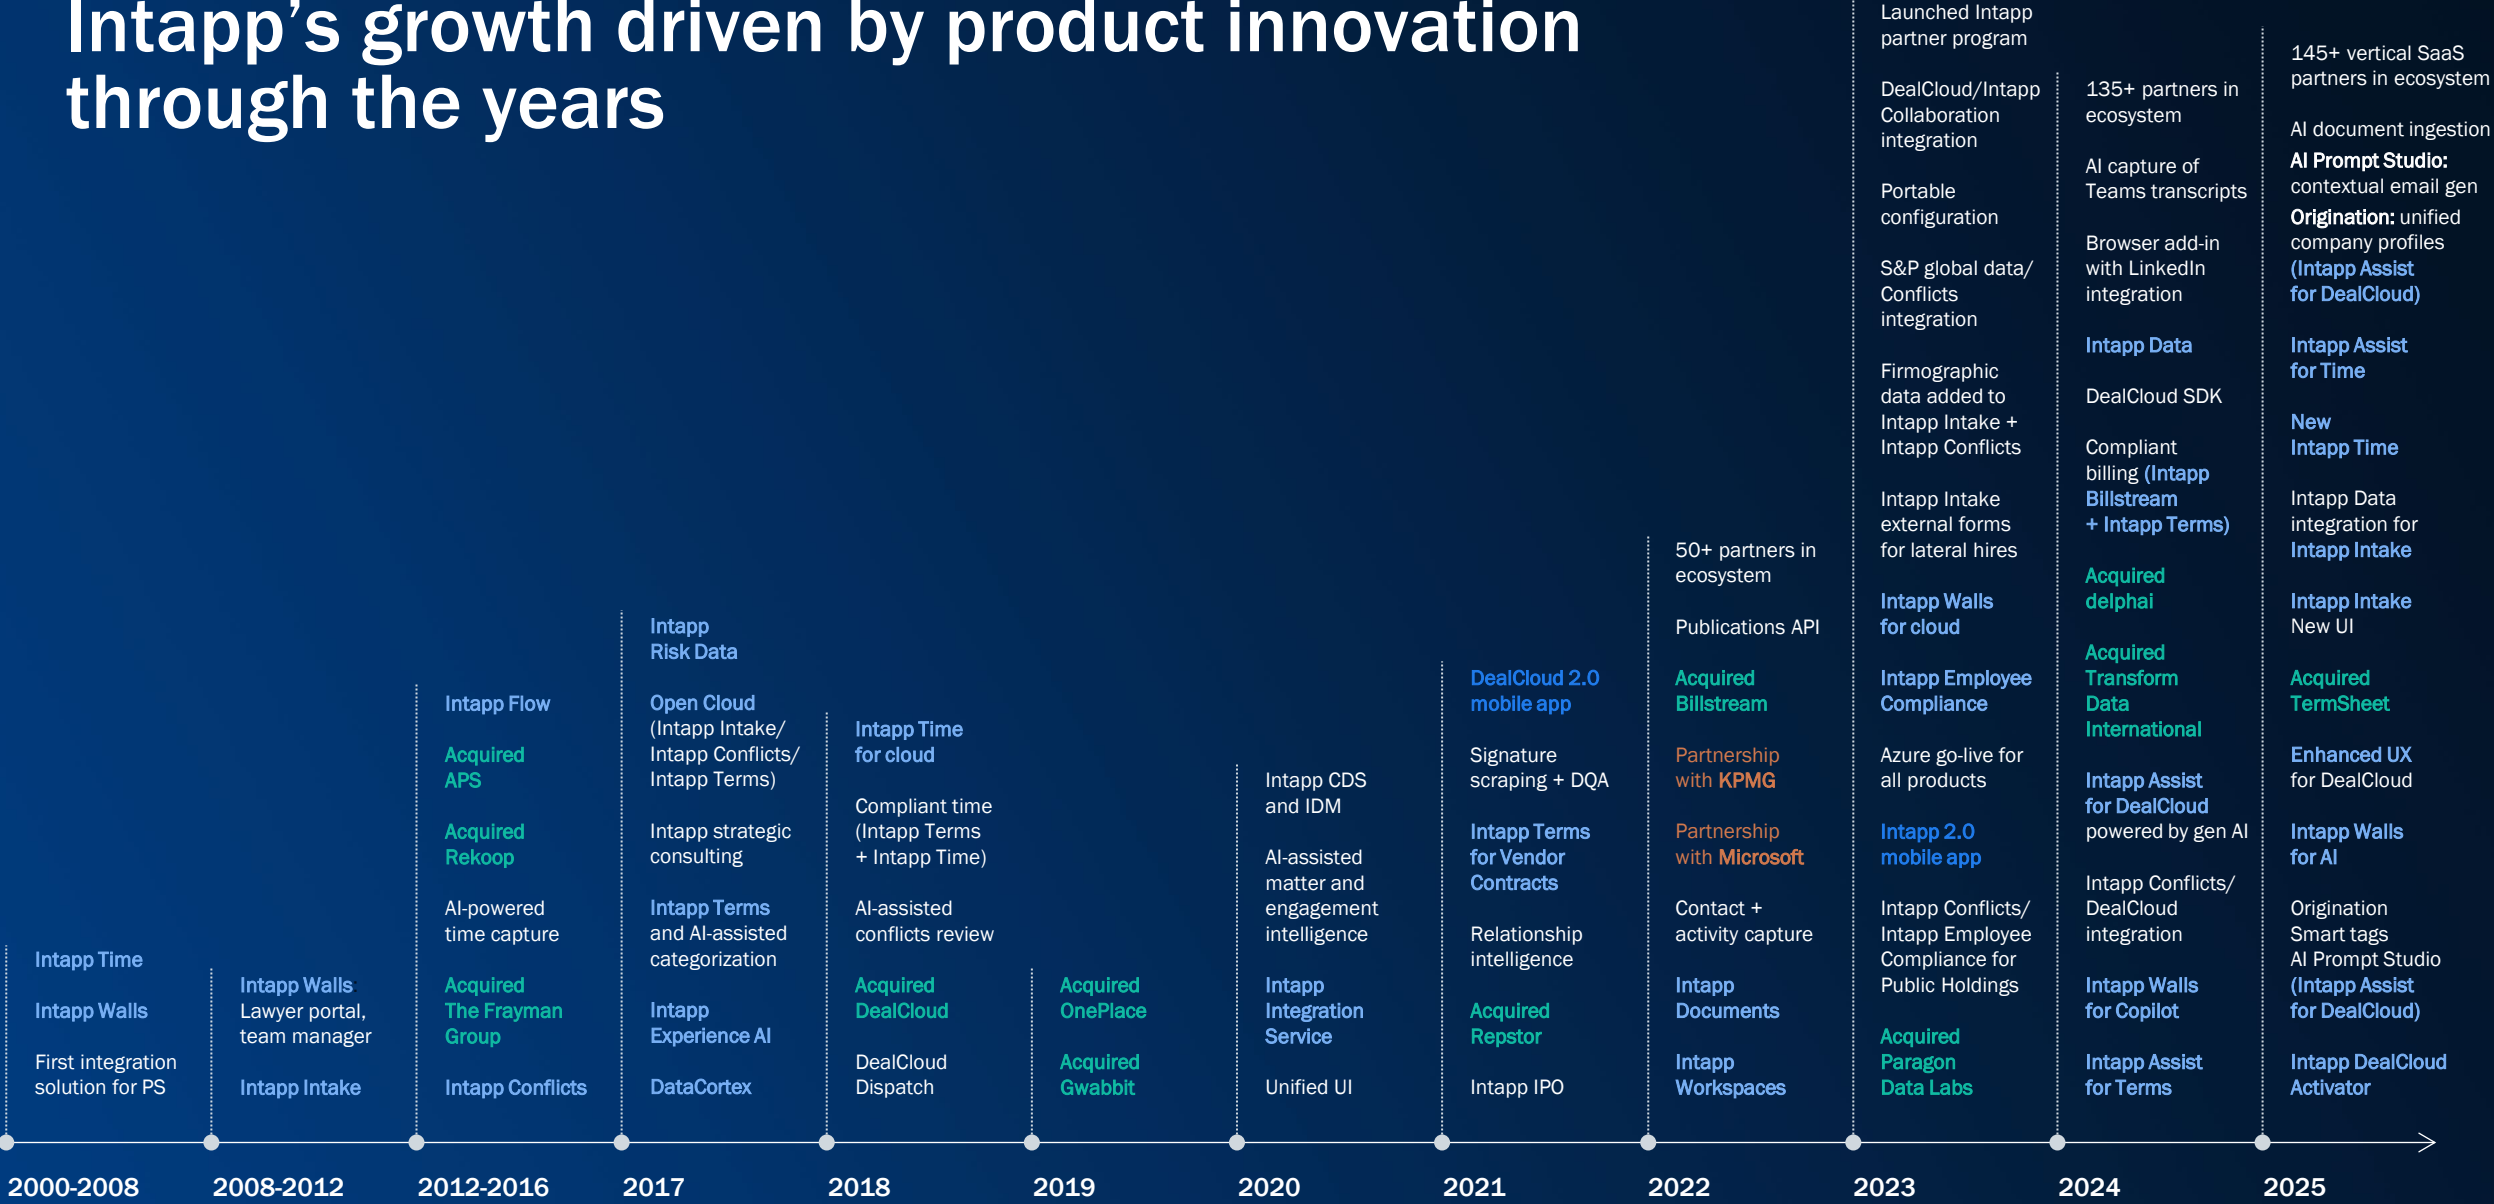 Intapp’s growth driven by product innovation
through the years
Intapp Time
Intapp Walls
First integration
solution for PS
2000-2008
Intapp Walls
Lawyer portal,
team manager
Intapp Intake
2008-2012
Intapp Flow
Acquired
APS
Acquired
Rekoop
AI-powered
time capture
Acquired
The Frayman
Group
Intapp Conflicts
2012-2016
Intapp
Risk Data
Open Cloud
(Intapp Intake/
Intapp Conflicts/
Intapp Terms)
Intapp strategic
consulting
Intapp Terms
and AI-assisted
categorization
Intapp
Experience AI
DataCortex
2017
Intapp Time
for cloud
Compliant time
(Intapp Terms
+ Intapp Time)
AI-assisted
conflicts review
Acquired
DealCloud
DealCloud
Dispatch
2018
Acquired
OnePlace
Acquired
Gwabbit
2019
Intapp CDS
and IDM
AI-assisted
matter and
engagement
intelligence
Intapp
Integration
Service
Unified UI
2020
DealCloud 2.0
mobile app
Signature
scraping + DQA
Intapp Terms
for Vendor
Contracts
Relationship
intelligence
Acquired
Repstor
Intapp IPO
2021
50+ partners in
ecosystem
Publications API
Acquired
Billstream
Partnership
with KPMG
Partnership
with Microsoft
Contact +
activity capture
Intapp
Documents
Intapp
Workspaces
2022
Launched Intapp
partner program
DealCloud/Intapp
Collaboration
integration
Portable
configuration
S&P global data/
Conflicts
integration
Firmographic
data added to
Intapp Intake +
Intapp Conflicts
Intapp Intake
external forms
for lateral hires
Intapp Walls
for cloud
Intapp Employee
Compliance
Azure go-live for
all products
Intapp 2.0
mobile app
Intapp Conflicts/
Intapp Employee
Compliance for
Public Holdings
Acquired
Paragon
Data Labs
2023
135+ partners in
ecosystem
AI capture of
Teams transcripts
Browser add-in
with LinkedIn
integration
Intapp Data
DealCloud SDK
Compliant
billing (Intapp
Billstream
+ Intapp Terms)
Acquired
delphai
Acquired
Transform
Data
International
Intapp Assist
for DealCloud
powered by gen AI
Intapp Conflicts/
DealCloud
integration
Intapp Walls
for Copilot
Intapp Assist
for Terms
2024
145+ vertical SaaS
partners in ecosystem
AI document ingestion
AI Prompt Studio:
contextual email gen
Origination: unified
company profiles
(Intapp Assist
for DealCloud)
Intapp Assist
for Time
New
Intapp Time
Intapp Data
integration for
Intapp Intake
Intapp Intake
New UI
Acquired
TermSheet
Enhanced UX
for DealCloud
Intapp Walls
for AI
Origination
Smart tags
AI Prompt Studio
(Intapp Assist
for DealCloud)
Intapp DealCloud
Activator
2025